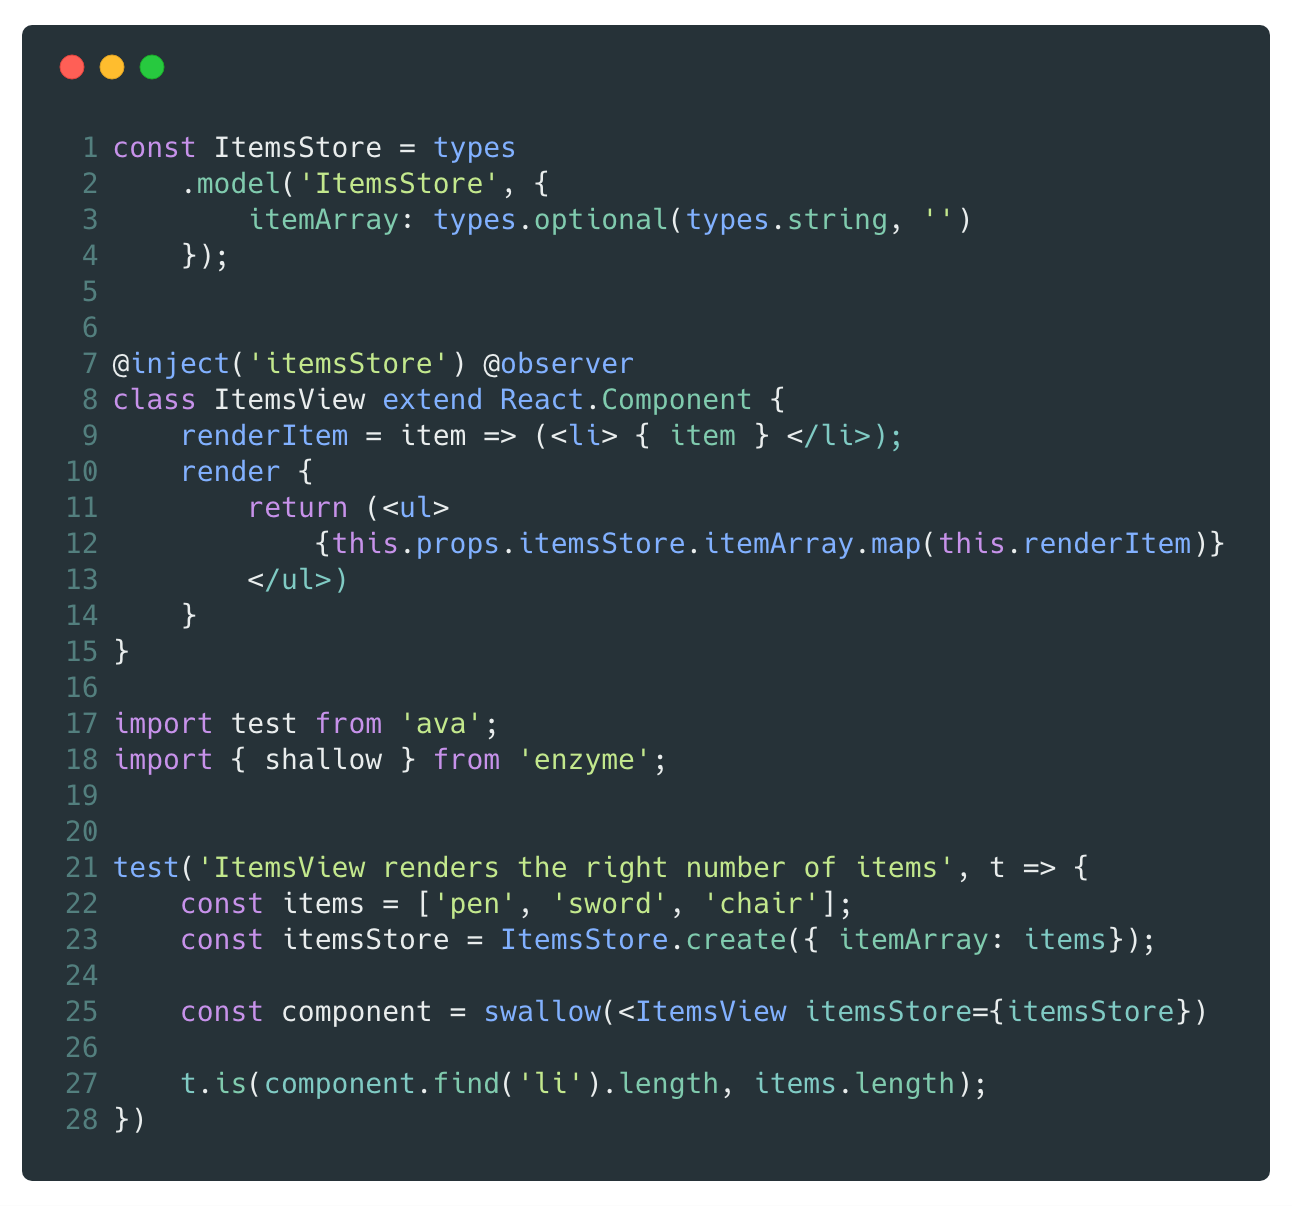 1 const ItemsStore = types
2     .model('ItemsStore', {
3         itemArray: types.optional(types.string, '')
4     });
5
6
7 @inject('itemsStore') @observer
8 class ItemsView extend React.Component {
9     renderItem = item => (<li> { item } </li>);
10     render {
11         return (<ul>
12             {this.props.itemsStore.itemArray.map(this.renderItem)}
13         </ul>)
14     }
15 }
16
17 import test from 'ava';
18 import { shallow } from 'enzyme';
19
20
21 test('ItemsView renders the right number of items', t => {
22     const items = ['pen', 'sword', 'chair'];
23     const itemsStore = ItemsStore.create({ itemArray: items});
24
25     const component = swallow(<ItemsView itemsStore={itemsStore})
26
27     t.is(component.find('li').length, items.length);
28 })